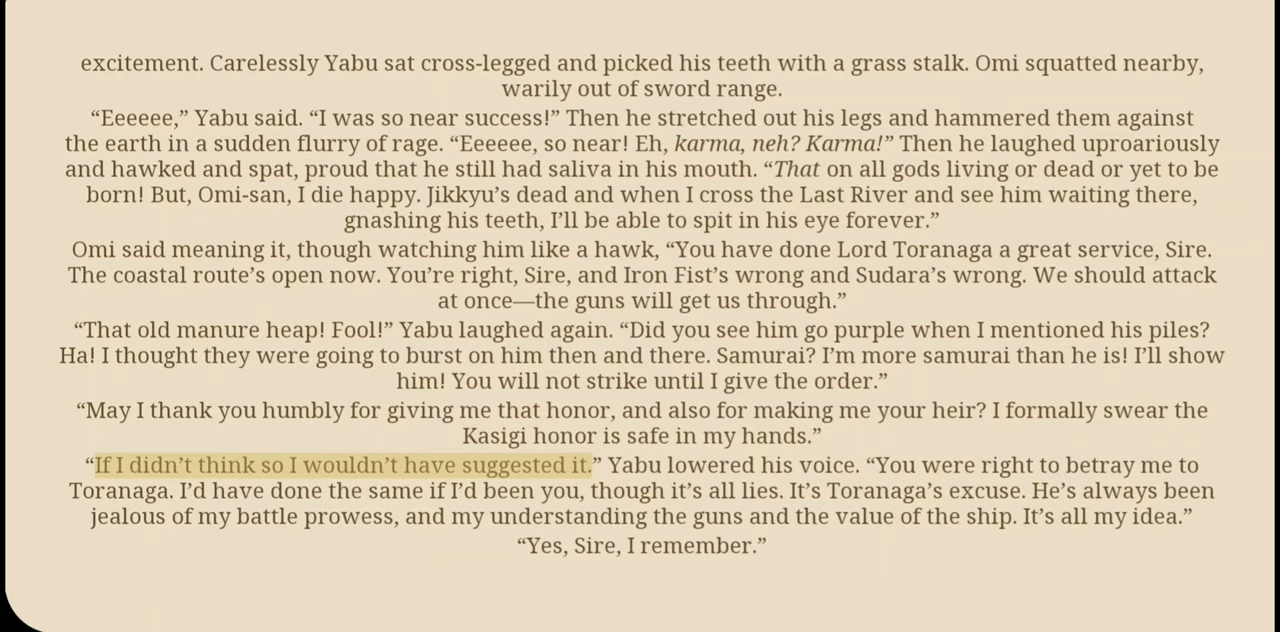 excitement. Carelessly Yabu sat cross-legged and picked his teeth with a grass stalk. Omi squatted nearby,
warily out of sword range.
“Eeeeee,” Yabu said. “I was so near success!” Then he stretched out his legs and hammered them against
the earth in a sudden flurry of rage. “Eeeeee, so near! Eh, karma, neh? Karma!” Then he laughed uproariously
and hawked and spat, proud that he still had saliva in his mouth. “That on all gods living or dead or yet to be
born! But, Omi-san, I die happy. Jikkyu’s dead and when I cross the Last River and see him waiting there,
gnashing his teeth, I’ll be able to spit in his eye forever.”
Omi said meaning it, though watching him like a hawk, “You have done Lord Toranaga a great service, Sire.
The coastal route’s open now. You’re right, Sire, and Iron Fist’s wrong and Sudara’s wrong. We should attack
at once—the guns will get us through.”
“That old manure heap! Fool!” Yabu laughed again. “Did you see him go purple when I mentioned his piles?
Ha! I thought they were going to burst on him then and there. Samurai? I’m more samurai than he is! I’ll show
him! You will not strike until I give the order.”
“May I thank you humbly for giving me that honor, and also for making me your heir? I formally swear the
Kasigi honor is safe in my hands.”
“If I didn’t think so I wouldn’t have suggested it.” Yabu lowered his voice. “You were right to betray me to
Toranaga. I’d have done the same if I’d been you, though it’s all lies. It’s Toranaga’s excuse. He’s always been
jealous of my battle prowess, and my understanding the guns and the value of the ship. It’s all my idea.”
“Yes, Sire, I remember.”